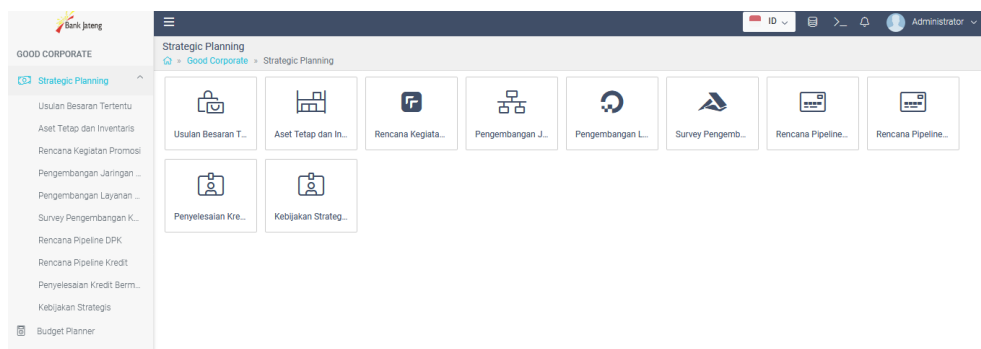 Bank Jateng
ID
Administrator
GOOD CORPORATE
Strategic Planning
Usulan Besaran Tertentu
Aset Tetap dan Inventaris
Rencana Kegiatan Promosi
Pengembangan Jaringan ...
Pengembangan Layanan ...
Survey Pengembangan K...
Rencana Pipeline DPK
Rencana Pipeline Kredit
Penyelesaian Kredit Berm...
Kebijakan Strategis
Budget Planner
Strategic Planning
» Good Corporate » Strategic Planning
Usulan Besaran T...
Aset Tetap dan In...
Rencana Kegiata...
Pengembangan J...
Pengembangan L...
Survey Pengemb...
Rencana Pipeline...
Rencana Pipeline...
Penyelesaian Kre...
Kebijakan Strateg...